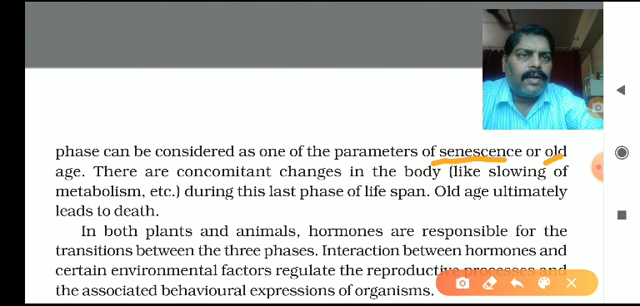 phase can be considered as one of the parameters of senescence or old
age. There are concomitant changes in the body (like slowing of
metabolism, etc.) during this last phase of life span. Old age ultimately
leads to death.
In both plants and animals, hormones are responsible for the
transitions between the three phases. Interaction between hormones and
certain environmental factors regulate the reproductive processes and
the associated behavioural expressions of organisms.